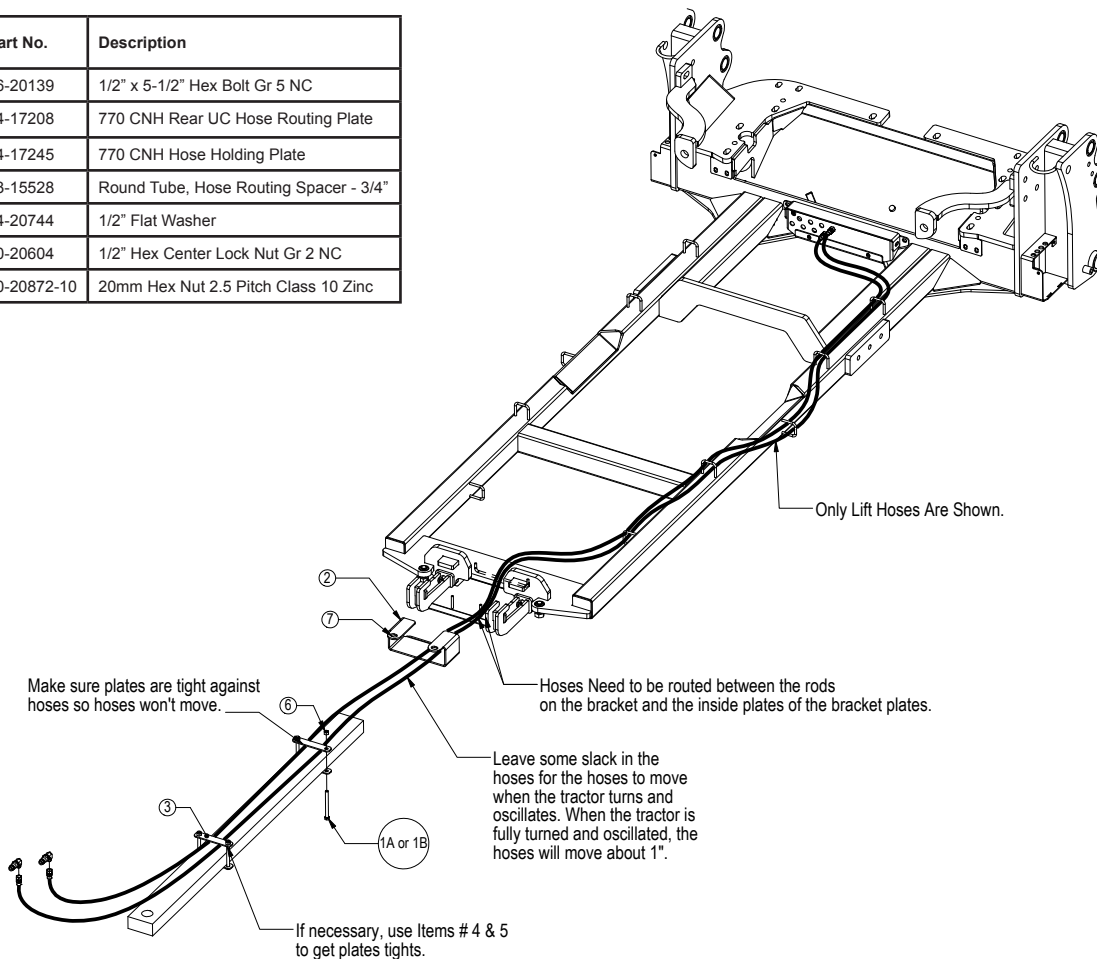 art No. Description
6-20139 1/2” x 5-1/2” Hex Bolt Gr 5 NC
4-17208 770 CNH Rear UC Hose Routing Plate
4-17245 770 CNH Hose Holding Plate
8-15528 Round Tube, Hose Routing Spacer - 3/4”
4-20744 1/2” Flat Washer
0-20604 1/2” Hex Center Lock Nut Gr 2 NC
0-20872-10 20mm Hex Nut 2.5 Pitch Class 10 Zinc
Only Lift Hoses Are Shown.
2
7
Hoses Need to be routed between the rods
on the bracket and the inside plates of the bracket plates.
Make sure plates are tight against
hoses so hoses won't move.
6
Leave some slack in the
hoses for the hoses to move
when the tractor turns and
oscillates. When the tractor is
fully turned and oscillated, the
hoses will move about 1".
3
1A or 1B
If necessary, use Items # 4 & 5
to get plates tights.